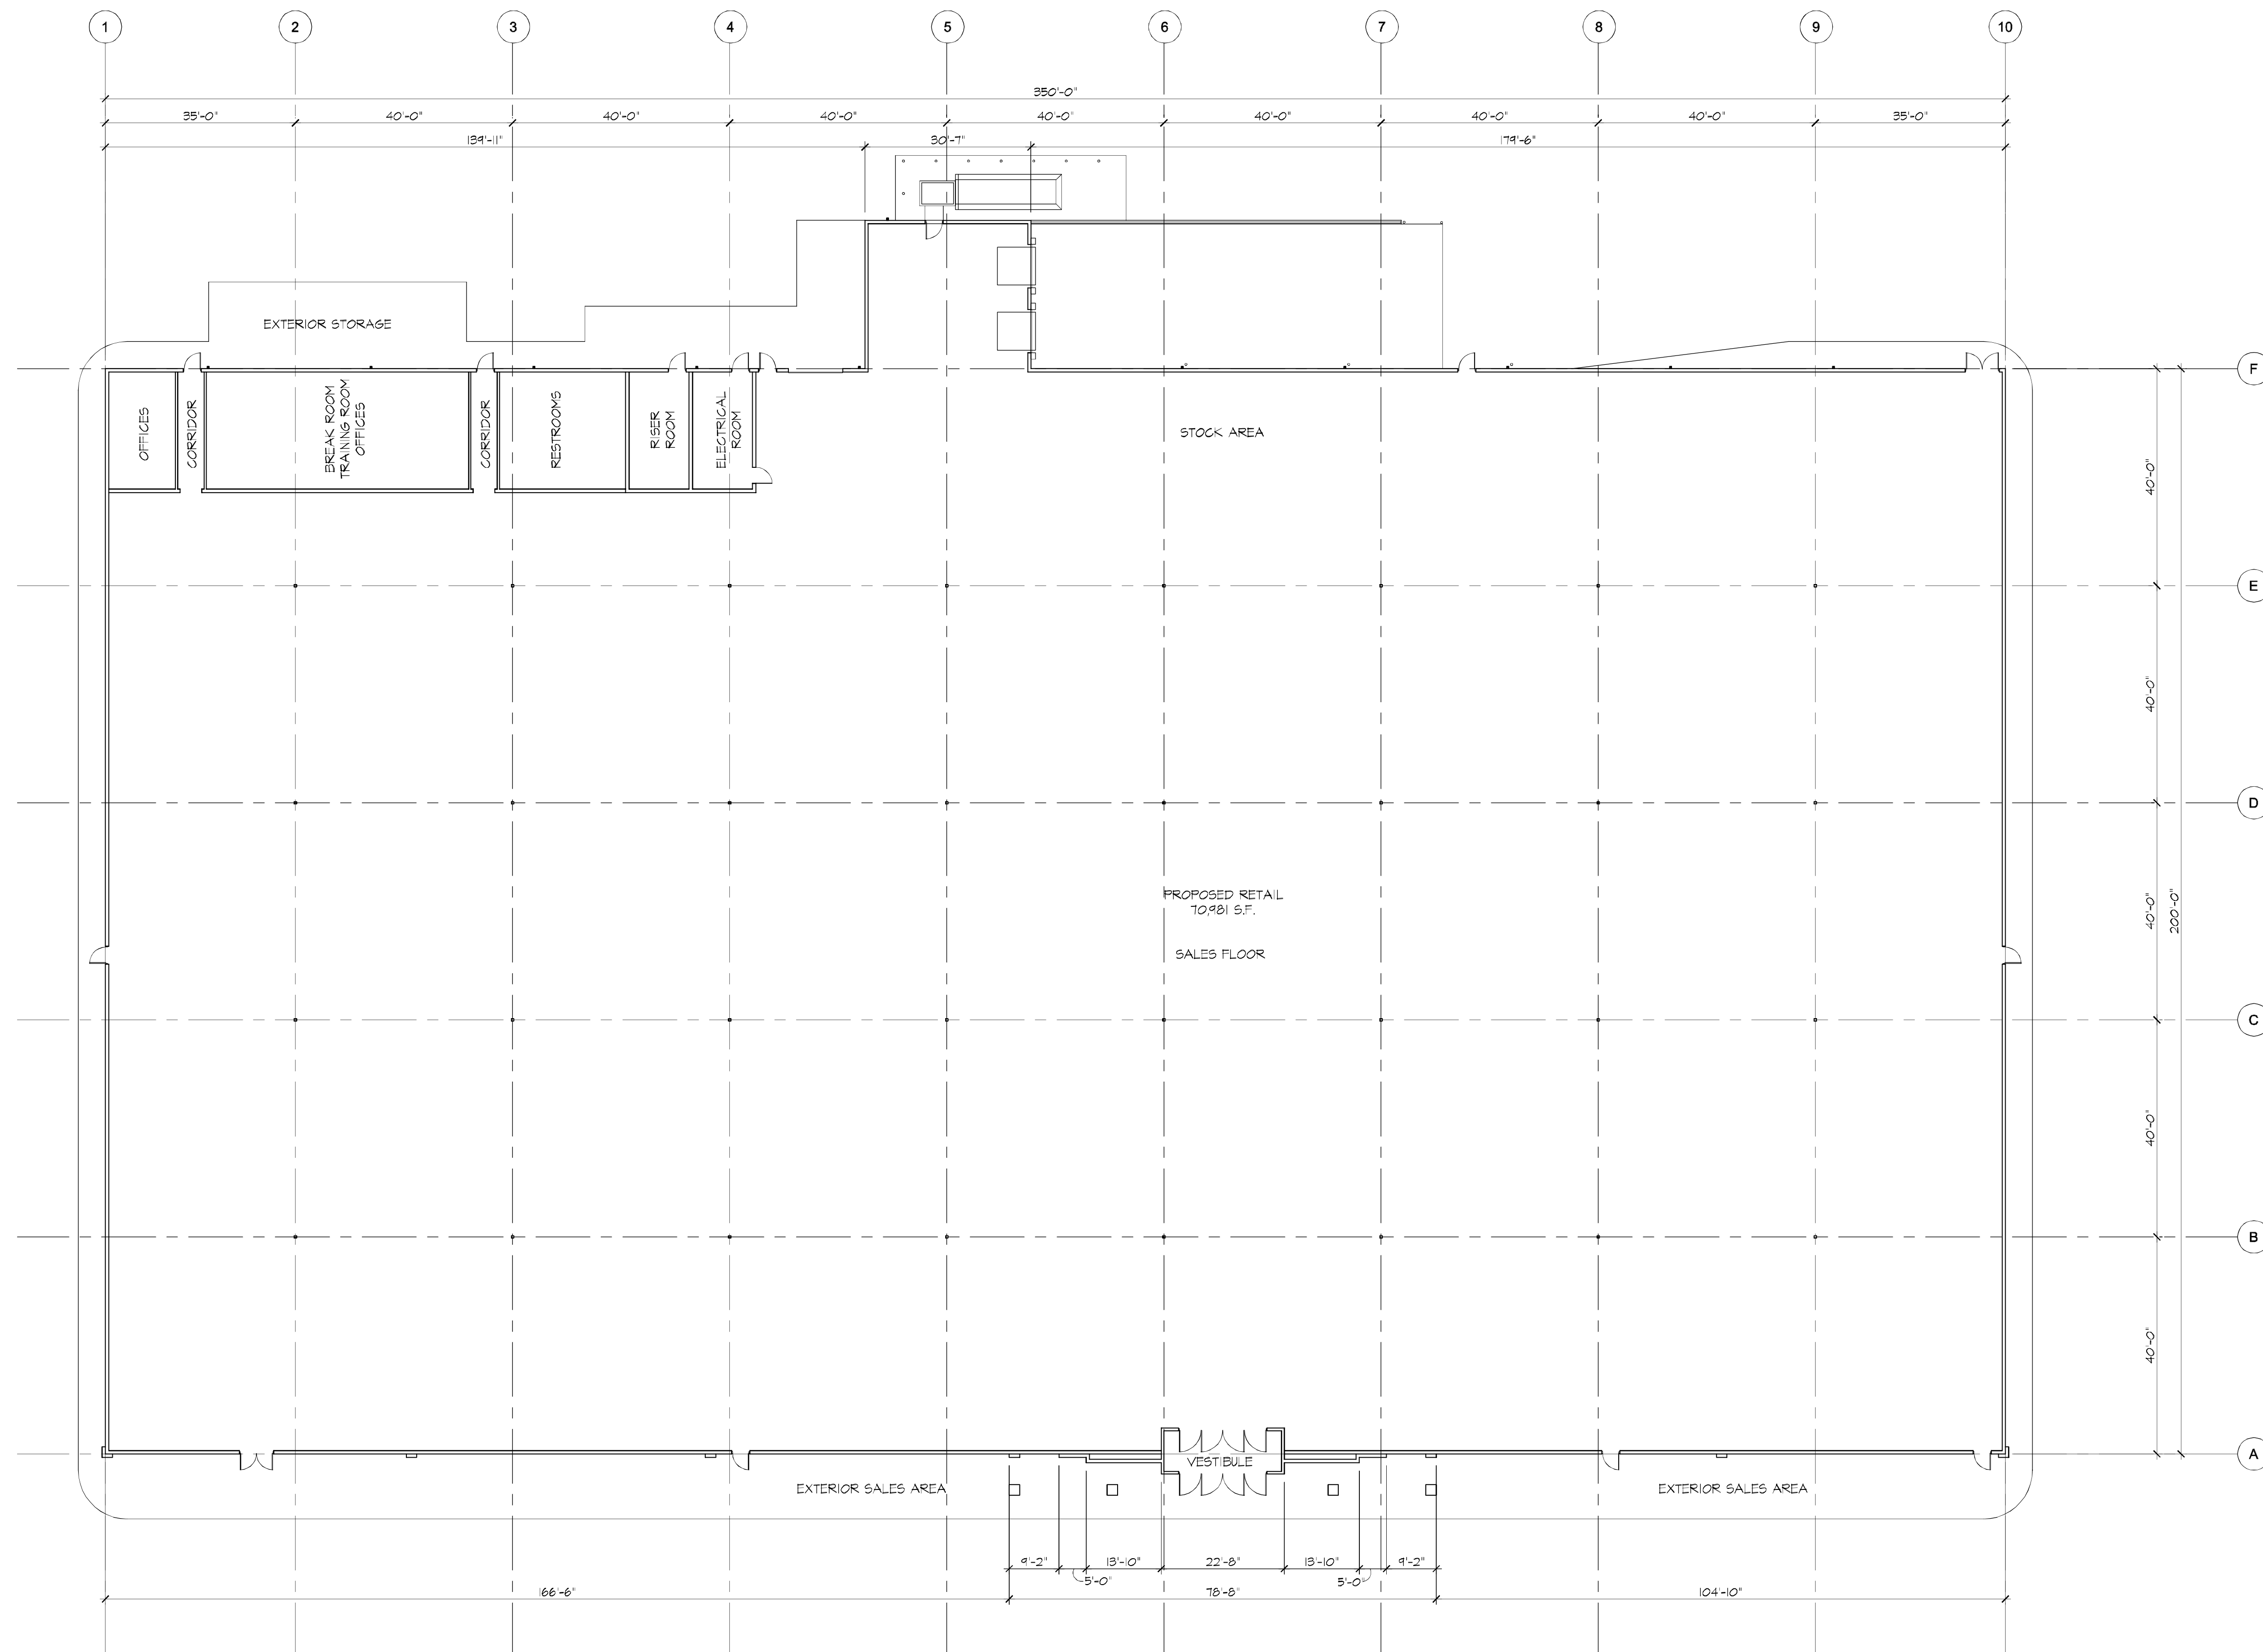 1 2 3 4 5 6 7 8 9 10
350'-0"
35'-0" 40'-0" 40'-0" 40'-0" 40'-0" 40'-0" 40'-0" 40'-0" 35'-0"
139'-11" 30'-7" 179'-6"
EXTERIOR STORAGE
F
OFFICES
CORRIDOR
BREAK ROOM
TRAINING ROOM
OFFICES
CORRIDOR
RESTROOMS
RISER
ROOM
ELECTRICAL
ROOM
STOCK AREA
40'-0"
E
40'-0"
D
PROPOSED RETAIL
70,981 S.F.
40'-0"
200'-0"
SALES FLOOR
C
40'-0"
B
40'-0"
A
VESTIBULE
EXTERIOR SALES AREA
EXTERIOR SALES AREA
9'-2" 13'-10" 22'-8" 13'-10" 9'-2"
5'-0" 5'-0"
166'-6" 78'-8" 104'-10"